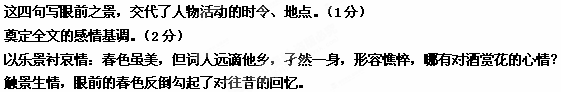 这四句写眼前之景，交代了人物活动的时令、地点。（1分）
奠定全文的感情基调。（2分）
以乐景衬哀情：春色虽美，但词人远谪他乡，孑然一身，形容憔悴，哪有对酒赏花的心情？
触景生情，眼前的春色反倒勾起了对往昔的回忆。